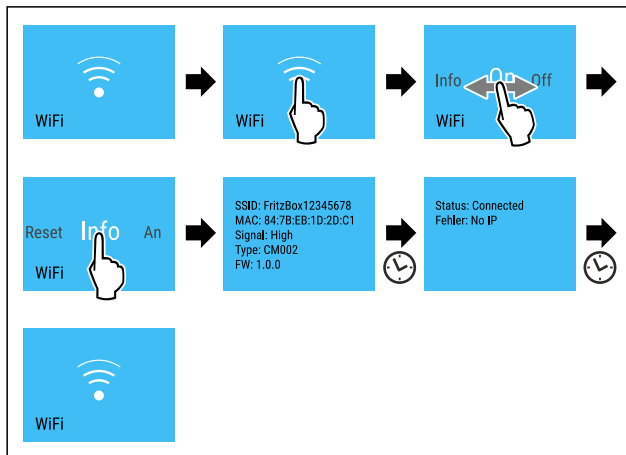 WiFi
WiFi
Info On Off
WiFi
Reset Info An
WiFi
SSID: FritzBox12345678
MAC: 84:7B:EB:1D:2D:C1
Signal: High
Type: CM002
FW: 1.0.0
Status: Connected
Fehler: No IP
WiFi